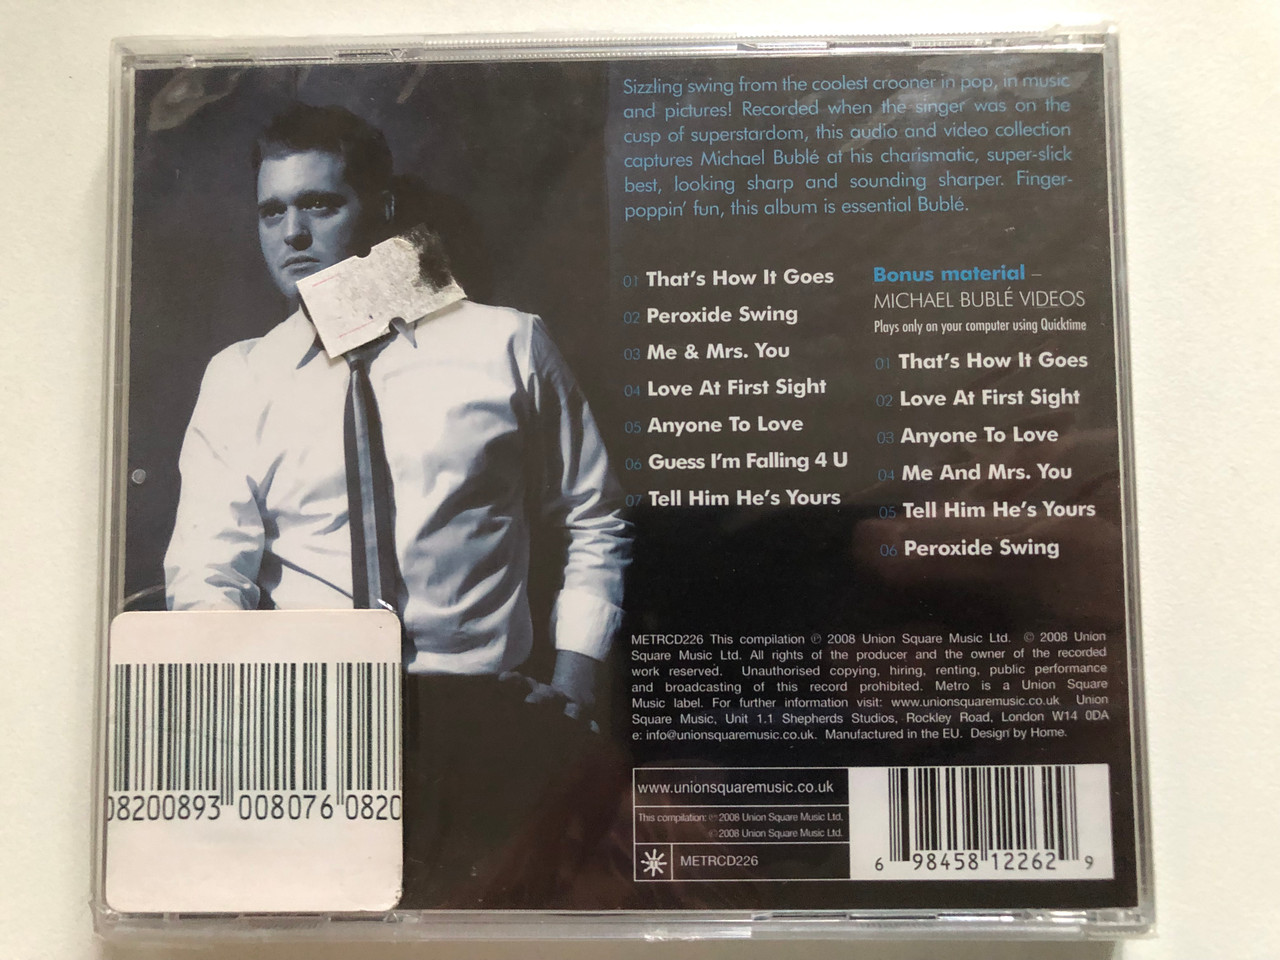 Sizzling swing from the coolest crooner in pop, in music
and pictures! Recorded when the singer was on the
cusp of superstardom, this audio and video collection
captures Michael Bublé at his charismatic, super-slick
best, looking sharp and sounding sharper. Finger-
poppin' fun, this album is essential Bublé.
01 That's How It Goes
02 Peroxide Swing
03 Me & Mrs. You
04 Love At First Sight
05 Anyone To Love
06 Guess I'm Falling 4 U
07 Tell Him He's Yours
Bonus material –
MICHAEL BUBLÉ VIDEOS
Plays only on your computer using Quicktime
01 That's How It Goes
02 Love At First Sight
03 Anyone To Love
04 Me And Mrs. You
05 Tell Him He's Yours
06 Peroxide Swing
METRCD226 This compilation ℗ 2008 Union Square Music Ltd. © 2008 Union
Square Music Ltd. All rights of the producer and the owner of the recorded
work reserved. Unauthorised copying, hiring, renting, public performance
and broadcasting of this record prohibited. Metro is a Union Square
Music label. For further information visit: www.unionsquaremusic.co.uk Union
Square Music, Unit 1.1 Shepherds Studios, Rockley Road, London W14 0DA
e: info@unionsquaremusic.co.uk. Manufactured in the EU. Design by Home.
www.unionsquaremusic.co.uk
This compilation: ℗ 2008 Union Square Music Ltd.
© 2008 Union Square Music Ltd.
METRCD226
6 98458 12262 9
08200893 008076 0820